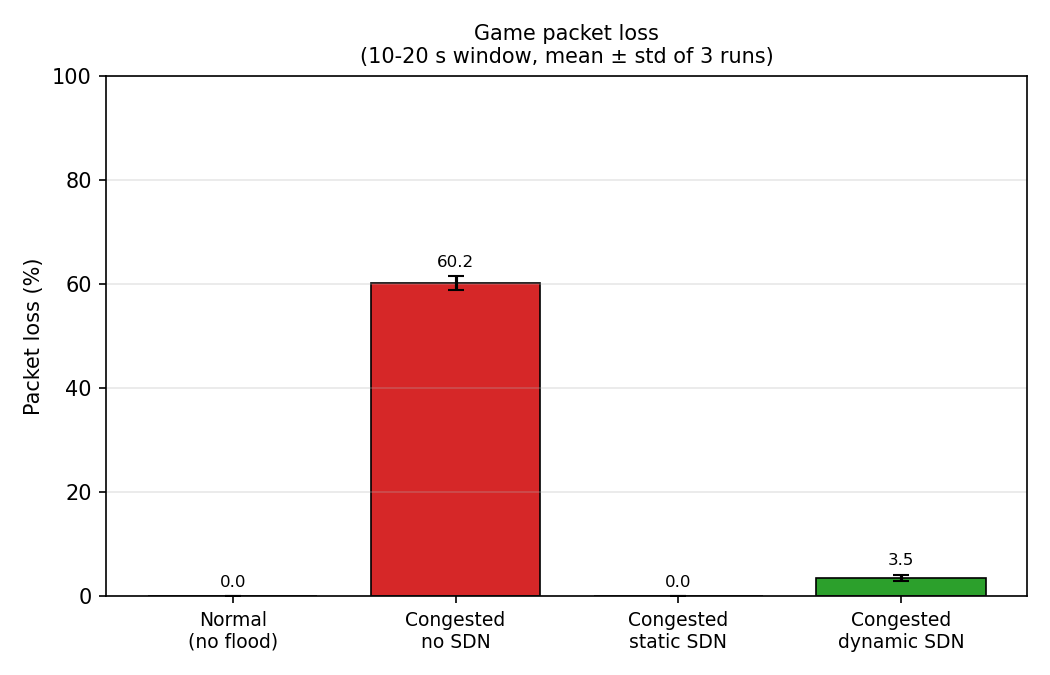 Game packet loss
(10-20 s window, mean ± std of 3 runs)
Packet loss (%)
100
80
60
40
20
0
0.0
60.2
0.0
3.5
Normal
(no flood)
Congested
no SDN
Congested
static SDN
Congested
dynamic SDN